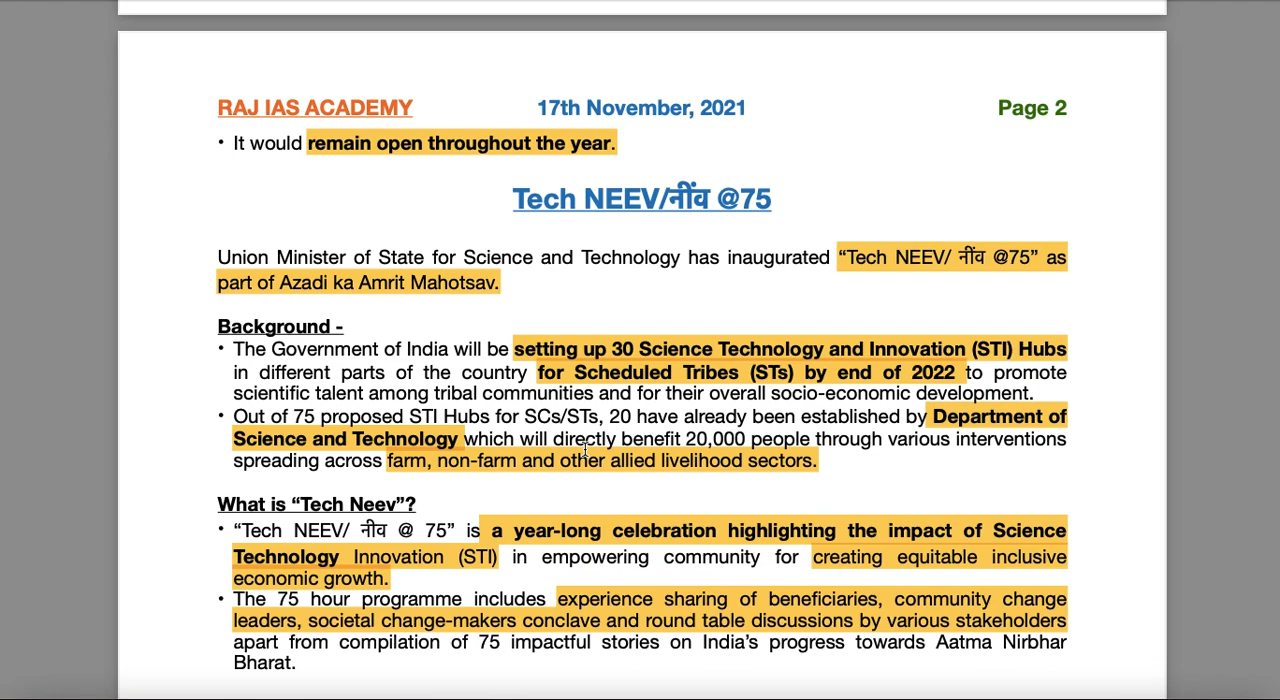 RAJ IAS ACADEMY 17th November, 2021 Page 2
• It would remain open throughout the year.
Tech NEEV/नींव @75
Union Minister of State for Science and Technology has inaugurated “Tech NEEV/ नींव @75” as
part of Azadi ka Amrit Mahotsav.
Background -
• The Government of India will be setting up 30 Science Technology and Innovation (STI) Hubs
in different parts of the country for Scheduled Tribes (STs) by end of 2022 to promote
scientific talent among tribal communities and for their overall socio-economic development.
• Out of 75 proposed STI Hubs for SCs/STs, 20 have already been established by Department of
Science and Technology which will directly benefit 20,000 people through various interventions
spreading across farm, non-farm and other allied livelihood sectors.
What is “Tech Neev”?
• “Tech NEEV/ नीव @ 75” is a year-long celebration highlighting the impact of Science
Technology Innovation (STI) in empowering community for creating equitable inclusive
economic growth.
• The 75 hour programme includes experience sharing of beneficiaries, community change
leaders, societal change-makers conclave and round table discussions by various stakeholders
apart from compilation of 75 impactful stories on India’s progress towards Aatma Nirbhar
Bharat.